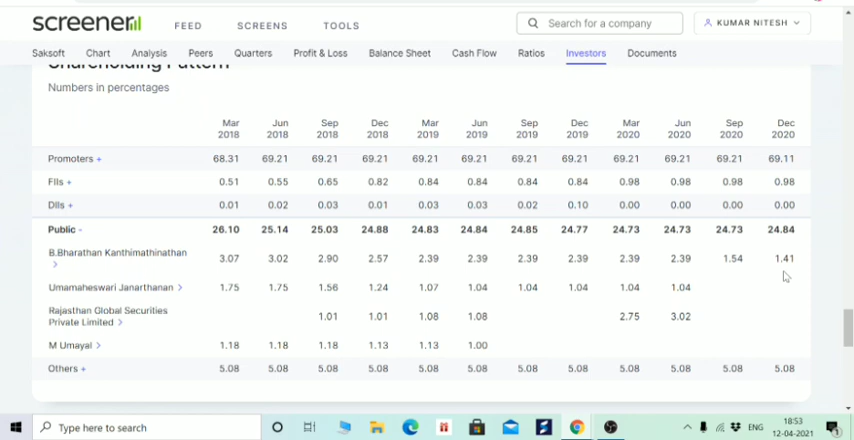 screener
FEED SCREENS TOOLS
Search for a company
KUMAR NITESH
Saksoft Chart Analysis Peers Quarters Profit & Loss Balance Sheet Cash Flow Ratios Investors Documents
Shareholding Pattern
Numbers in percentages
Mar 2018 Jun 2018 Sep 2018 Dec 2018 Mar 2019 Jun 2019 Sep 2019 Dec 2019 Mar 2020 Jun 2020 Sep 2020 Dec 2020
Promoters + 68.31 69.21 69.21 69.21 69.21 69.21 69.21 69.21 69.21 69.21 69.21 69.11
FIIs + 0.51 0.55 0.65 0.82 0.84 0.84 0.84 0.84 0.98 0.98 0.98 0.98
DIIs + 0.01 0.02 0.03 0.01 0.03 0.03 0.02 0.10 0.00 0.00 0.00 0.00
Public - 26.10 25.14 25.03 24.88 24.83 24.84 24.85 24.77 24.73 24.73 24.73 24.84
B.Bharathan Kanthimathinathan > 3.07 3.02 2.90 2.57 2.39 2.39 2.39 2.39 2.39 2.39 1.54 1.41
Umamaheswari Janarthanan > 1.75 1.75 1.56 1.24 1.07 1.04 1.04 1.04 1.04 1.04
Rajasthan Global Securities
Private Limited > 1.01 1.01 1.08 1.08 2.75 3.02
M Umayal > 1.18 1.18 1.18 1.13 1.13 1.00
Others + 5.08 5.08 5.08 5.08 5.08 5.08 5.08 5.08 5.08 5.08 5.08 5.08
Type here to search
ENG
18:53
12-04-2021